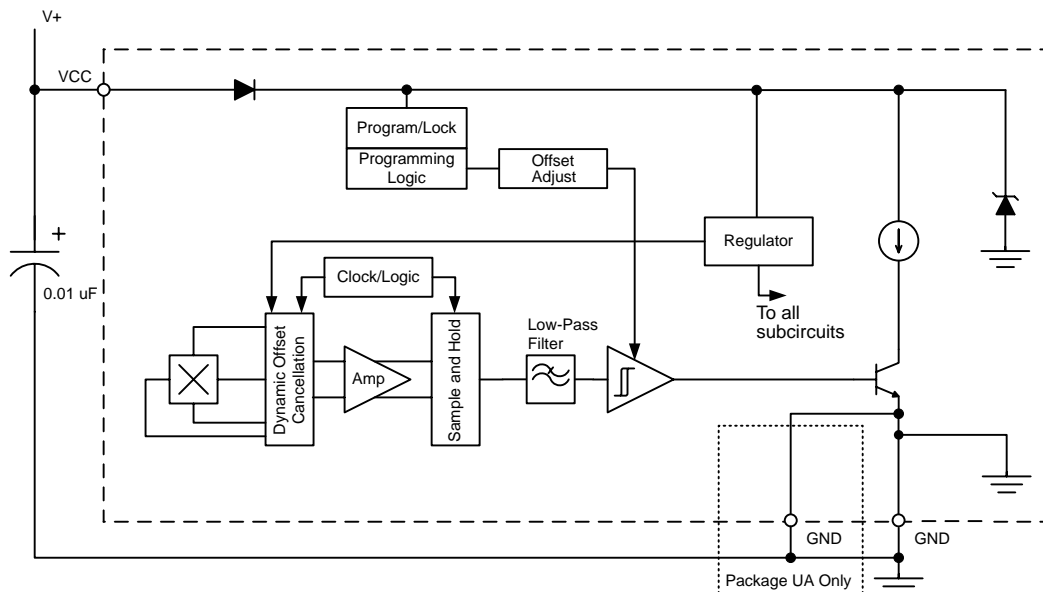 V+
VCC
Program/Lock
Programming
Logic
Offset
Adjust
Regulator
+
0.01 uF
Clock/Logic
To all
subcircuits
Dynamic Offset
Cancellation
Amp
Sample and Hold
Low-Pass
Filter
GND
GND
Package UA Only